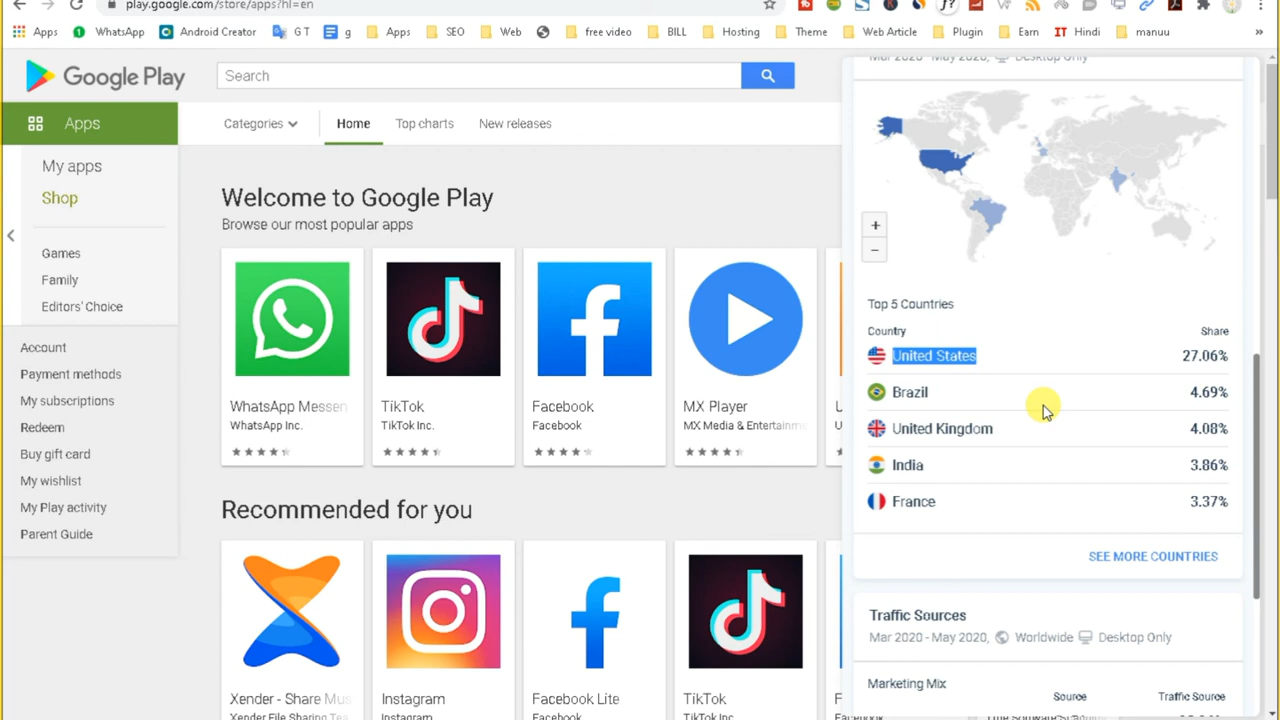 play.google.com/store/apps?hl=en
Apps WhatsApp Android Creator G T g Apps SEO Web free video BILL Hosting Theme Web Article Plugin Earn IT Hindi manuu »
Google Play
Search
Apps
Categories Home Top charts New releases
My apps
Shop
Games
Family
Editors' Choice
Account
Payment methods
My subscriptions
Redeem
Buy gift card
My wishlist
My Play activity
Parent Guide
Welcome to Google Play
Browse our most popular apps
WhatsApp Messen
WhatsApp Inc.
TikTok
TikTok Inc.
Facebook
Facebook
MX Player
MX Media & Entertainm
Recommended for you
Xender - Share Mus
Xender File Sharing Tea
Instagram
Instagram
Facebook Lite
Facebook
TikTok
Mar 2020 - May 2020, Desktop Only
+
−
Top 5 Countries
Country Share
United States 27.06%
Brazil 4.69%
United Kingdom 4.08%
India 3.86%
France 3.37%
SEE MORE COUNTRIES
Traffic Sources
Mar 2020 - May 2020, Worldwide Desktop Only
Marketing Mix
Source Traffic Source